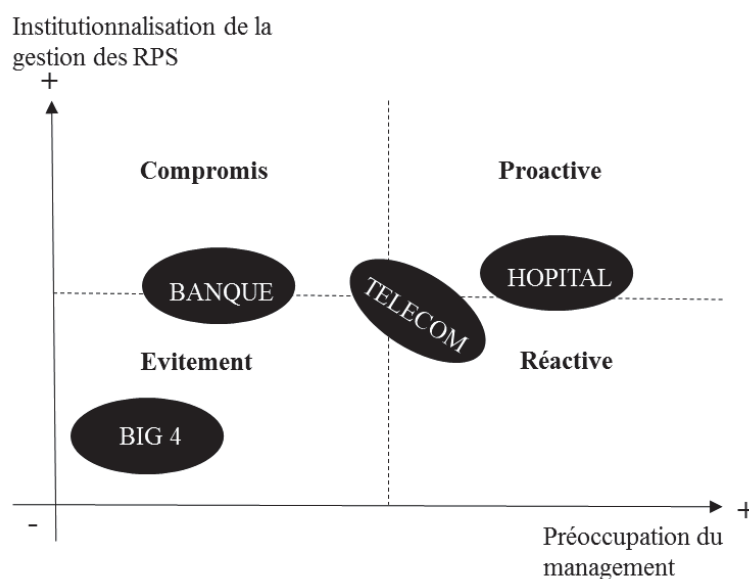 Institutionnalisation de la
gestion des RPS
+
Compromis
Proactive
BANQUE
TELECOM
HOPITAL
Evitement
Réactive
BIG 4
-
+
Préoccupation du
management